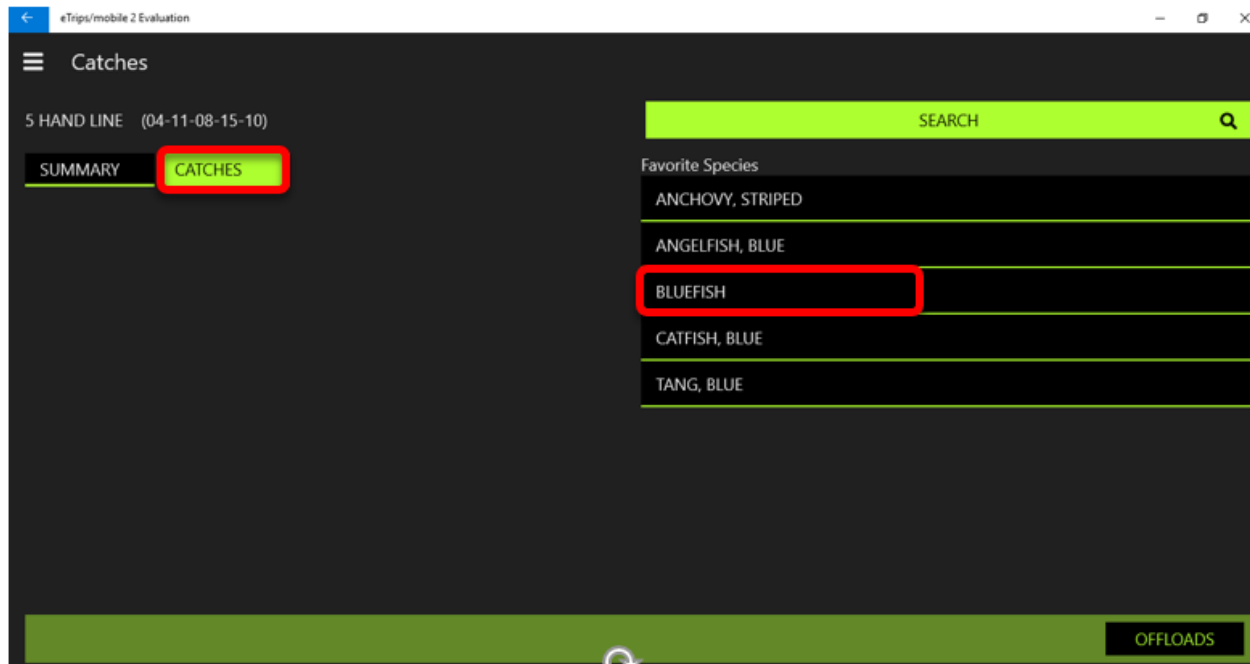 eTrips/mobile 2 Evaluation
Catches
5 HAND LINE (04-11-08-15-10)
SEARCH
SUMMARY
CATCHES
Favorite Species
ANCHOVY, STRIPED
ANGELFISH, BLUE
BLUEFISH
CATFISH, BLUE
TANG, BLUE
OFFLOADS